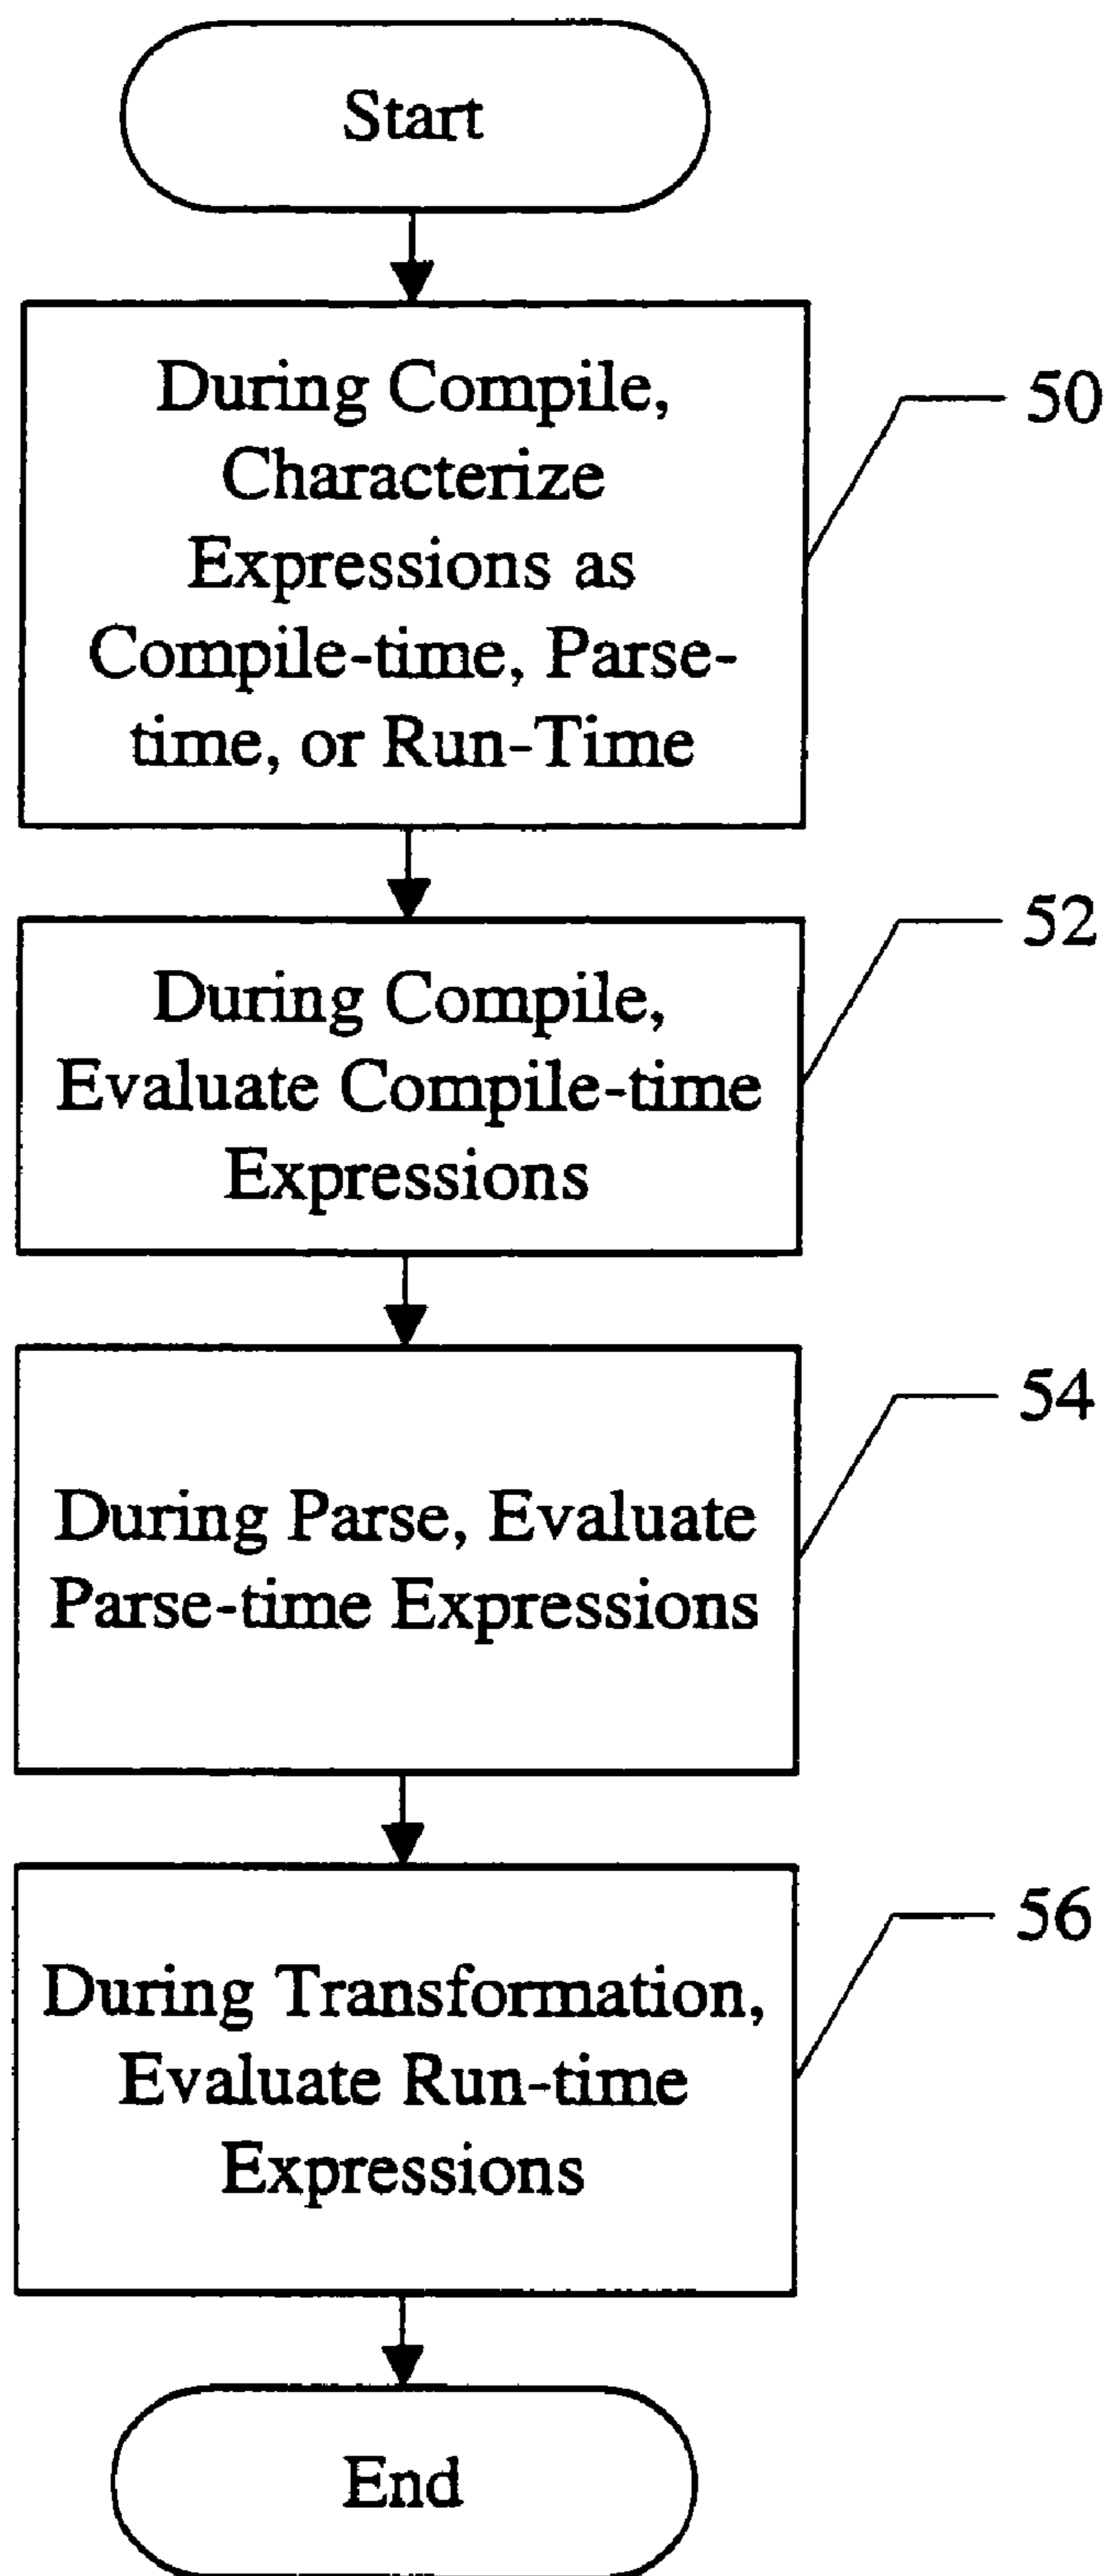 Start
During Compile,
Characterize
Expressions as
Compile-time, Parse-
time, or Run-Time
50
During Compile,
Evaluate Compile-time
Expressions
52
During Parse, Evaluate
Parse-time Expressions
54
During Transformation,
Evaluate Run-time
Expressions
56
End